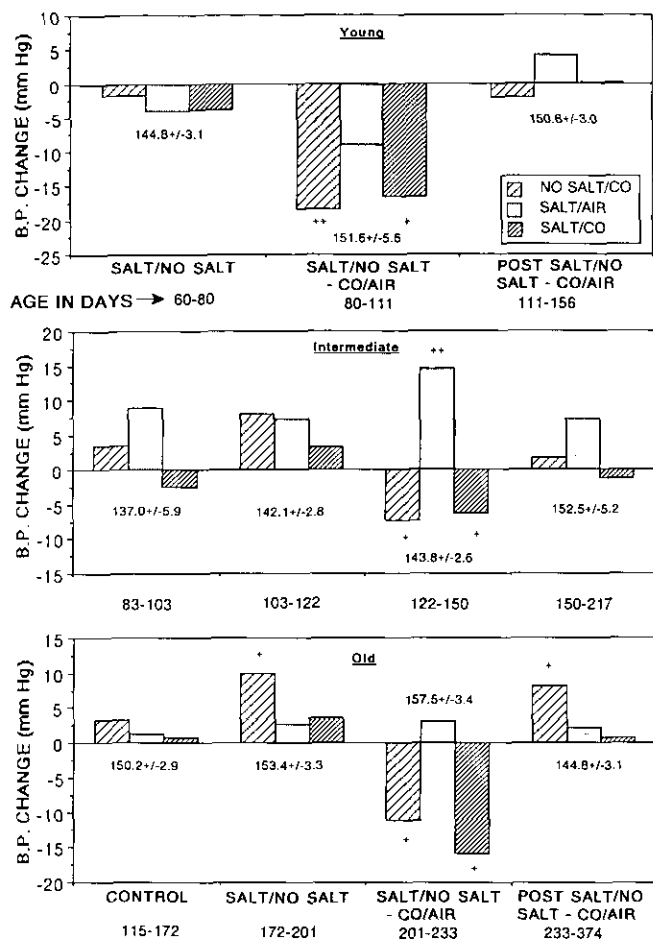 B.P. CHANGE (mm Hg)
10
5
0
-5
-10
-15
-20
-25
Young
144.8+/-3.1
++
151.6+/-5.6
+
150.6+/-3.0
NO SALT/CO
SALT/AIR
SALT/CO
SALT/NO SALT
SALT/NO SALT
- CO/AIR
POST SALT/NO
SALT - CO/AIR
AGE IN DAYS → 60-80
80-111
111-156
B.P. CHANGE (mm Hg)
20
15
10
5
0
-5
-10
-15
Intermediate
137.0+/-5.9
142.1+/-2.8
++
+
143.8+/-2.6
+
152.5+/-5.2
83-103
103-122
122-150
150-217
B.P. CHANGE (mm Hg)
15
10
5
0
-5
-10
-15
-20
Old
150.2+/-2.9
+
153.4+/-3.3
157.5+/-3.4
+
+
+
144.8+/-3.1
CONTROL
SALT/NO SALT
SALT/NO SALT
- CO/AIR
POST SALT/NO
SALT - CO/AIR
115-172
172-201
201-233
233-374